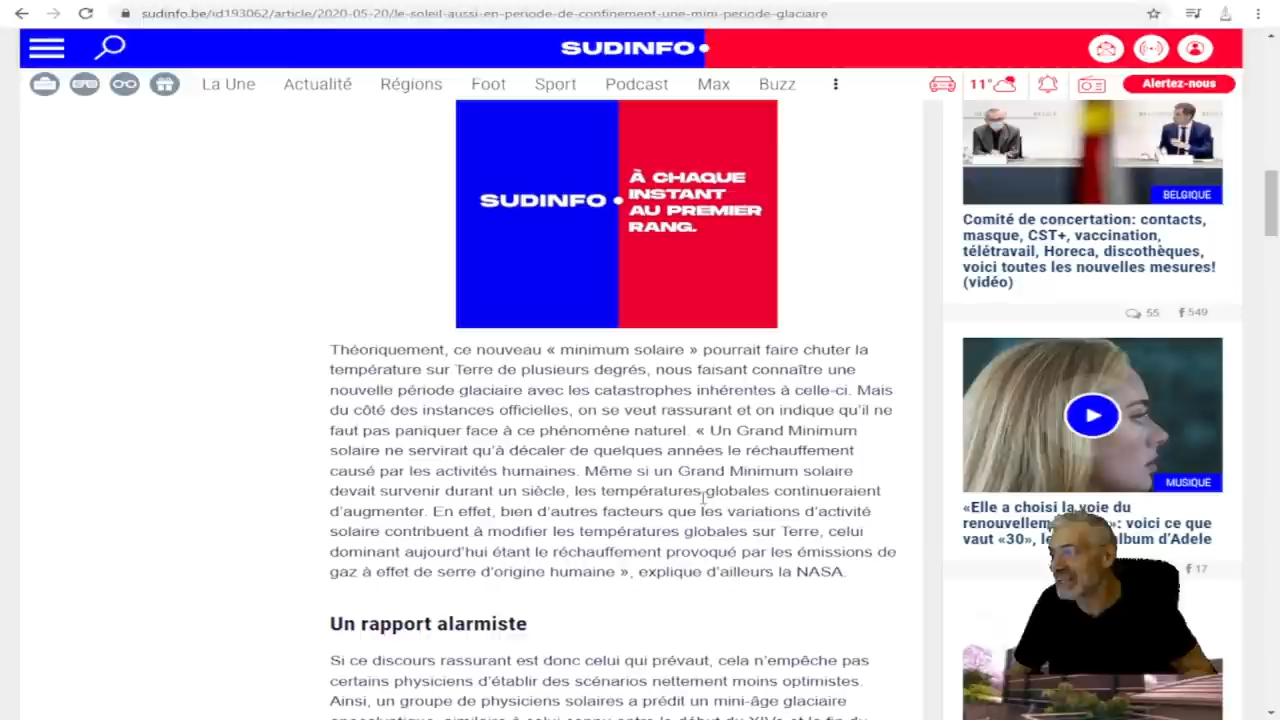 sudinfo.be/id193062/article/2020-05-20/le-soleil-aussi-en-periode-de-confinement-une-mini-periode-glaciaire
SUDINFO
La Une Actualité Régions Foot Sport Podcast Max Buzz
11°
Alertez-nous
SUDINFO
À CHAQUE
INSTANT
AU PREMIER
RANG.
Théoriquement, ce nouveau « minimum solaire » pourrait faire chuter la
température sur Terre de plusieurs degrés, nous faisant connaître une
nouvelle période glaciaire avec les catastrophes inhérentes à celle-ci. Mais
du côté des instances officielles, on se veut rassurant et on indique qu'il ne
faut pas paniquer face à ce phénomène naturel. « Un Grand Minimum
solaire ne servirait qu'à décaler de quelques années le réchauffement
causé par les activités humaines. Même si un Grand Minimum solaire
devait survenir durant un siècle, les températures globales continueraient
d'augmenter. En effet, bien d'autres facteurs que les variations d'activité
solaire contribuent à modifier les températures globales sur Terre, celui
dominant aujourd'hui étant le réchauffement provoqué par les émissions de
gaz à effet de serre d'origine humaine », explique d'ailleurs la NASA.
Un rapport alarmiste
Si ce discours rassurant est donc celui qui prévaut, cela n'empêche pas
certains physiciens d'établir des scénarios nettement moins optimistes.
Ainsi, un groupe de physiciens solaires a prédit un mini-âge glaciaire
BELGIQUE
Comité de concertation: contacts,
masque, CST+, vaccination,
télétravail, Horeca, discothèques,
voici toutes les nouvelles mesures!
(vidéo)
55 549
MUSIQUE
«Elle a choisi la voie du
renouvellem »: voici ce que
vaut «30», le album d'Adele
17